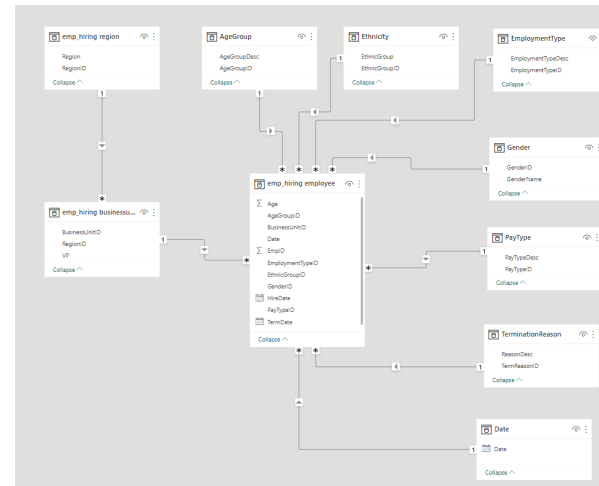 emp_hiring region
Region
RegionID
Collapse
1
AgeGroup
AgeGroupDesc
AgeGroupID
Collapse
1
Ethnicity
EthnicGroup
EthnicGroupID
Collapse
1
EmploymentType
EmploymentTypeDesc
EmploymentTypeID
Collapse
1
Gender
GenderID
GenderName
Collapse
1
* * * *
emp_hiring employee
Σ Age
AgeGroupID
BusinessUnitID
Date
Σ EmpID
EmploymentTypeID
EthnicGroupID
GenderID
HireDate
PayTypeID
TermDate
Collapse
* *
* *
*
emp_hiring businessu...
BusinessUnitID
RegionID
VP
Collapse
1
PayType
PayTypeDesc
PayTypeID
Collapse
1
TerminationReason
ReasonDesc
TermReasonID
Collapse
1
Date
Date
Collapse
1